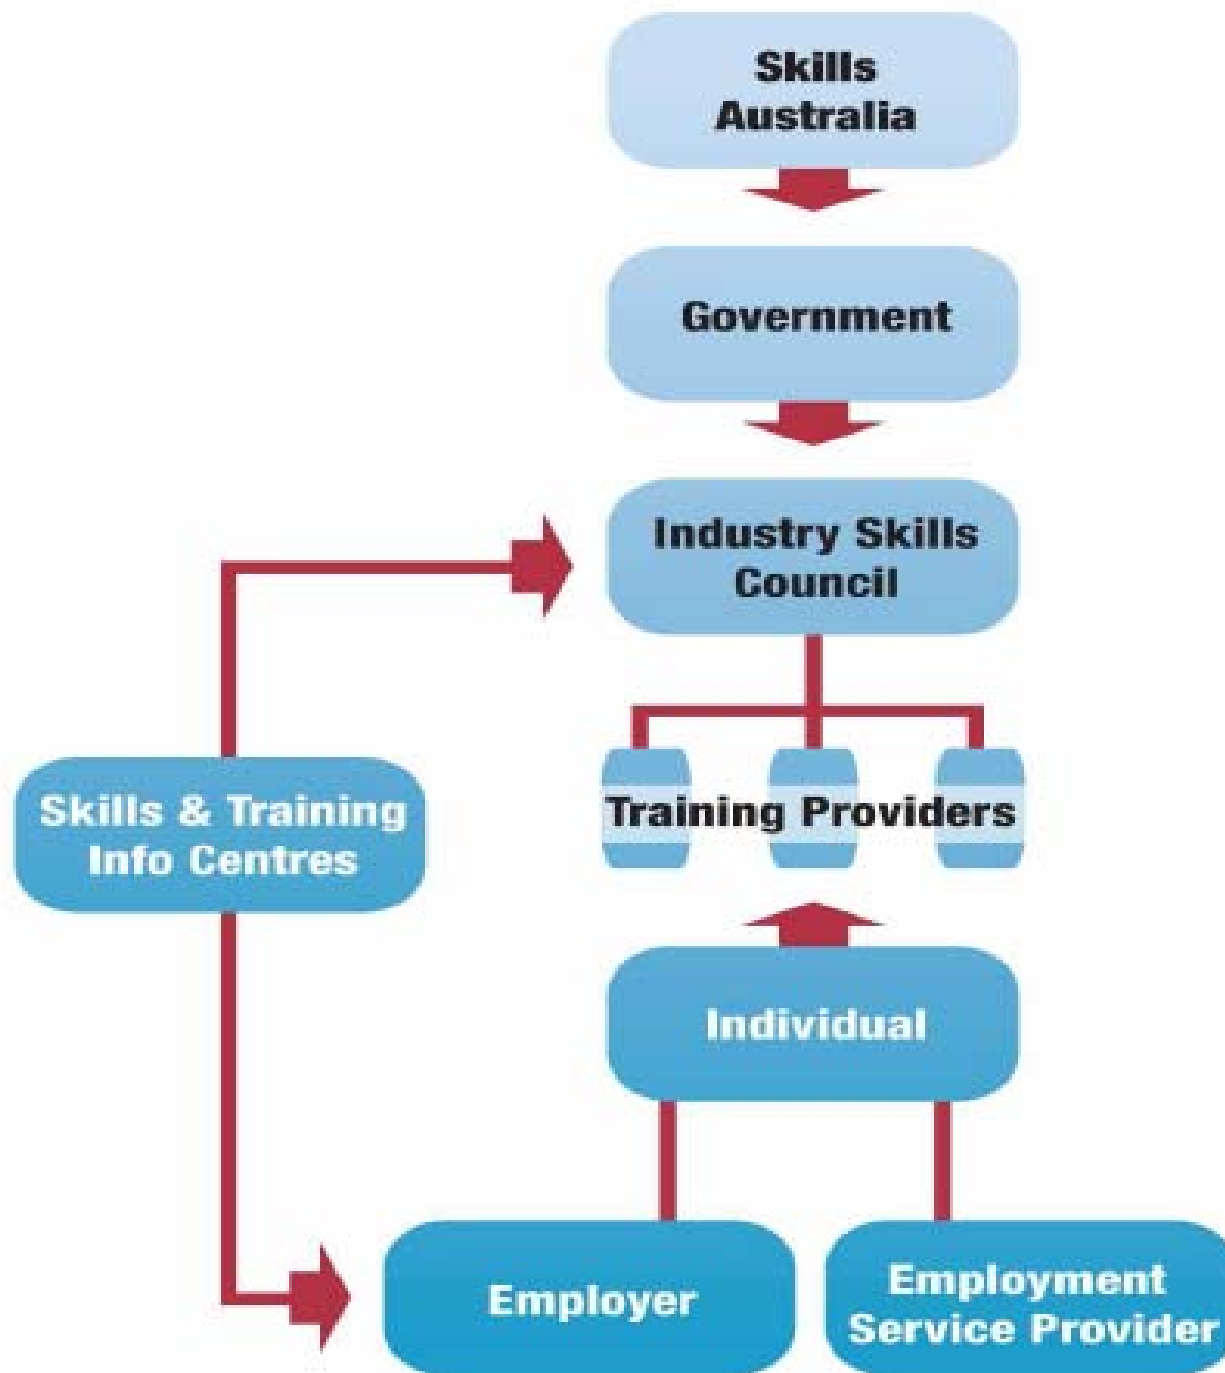 Skills
Australia
Government
Industry Skills
Council
Skills & Training
Info Centres
Training Providers
Individual
Employer
Employment
Service Provider